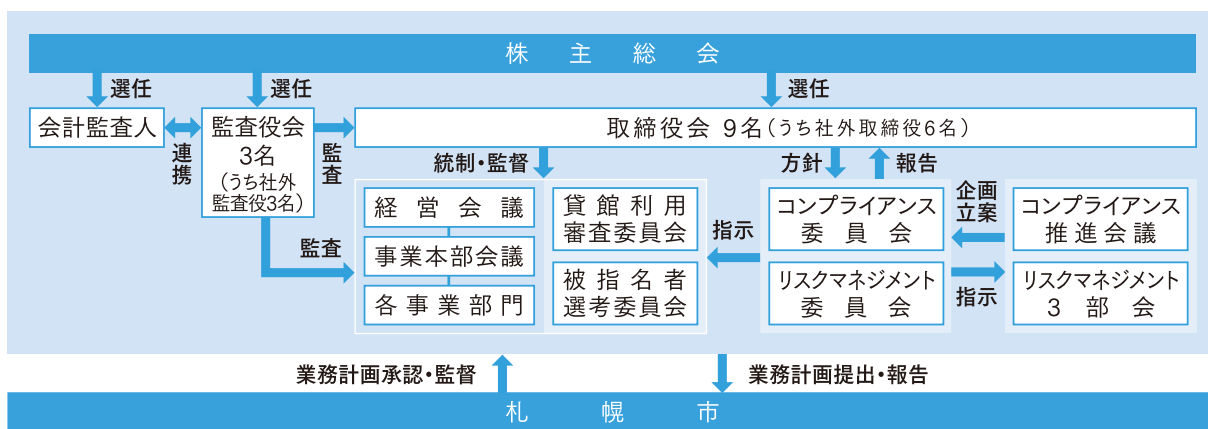 株主総会
選任
選任
選任
会計監査人
連携
監査役会
3名
(うち社外
監査役3名)
監査
取締役会 9名(うち社外取締役6名)
統制・監督
方針
報告
監査
経営会議
事業本部会議
各事業部門
貸館利用
審査委員会
被指名者
選考委員会
指示
コンプライアンス
委員会
リスクマネジメント
委員会
企画
立案
指示
コンプライアンス
推進会議
リスクマネジメント
3部会
業務計画承認・監督
業務計画提出・報告
札幌市